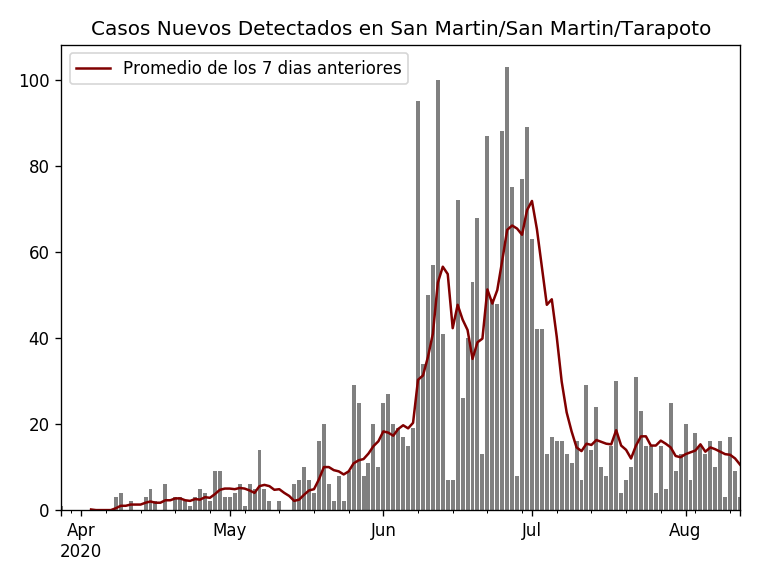 Casos Nuevos Detectados en San Martin/San Martin/Tarapoto
Promedio de los 7 dias anteriores
100
80
60
40
20
0
Apr May Jun Jul Aug
2020